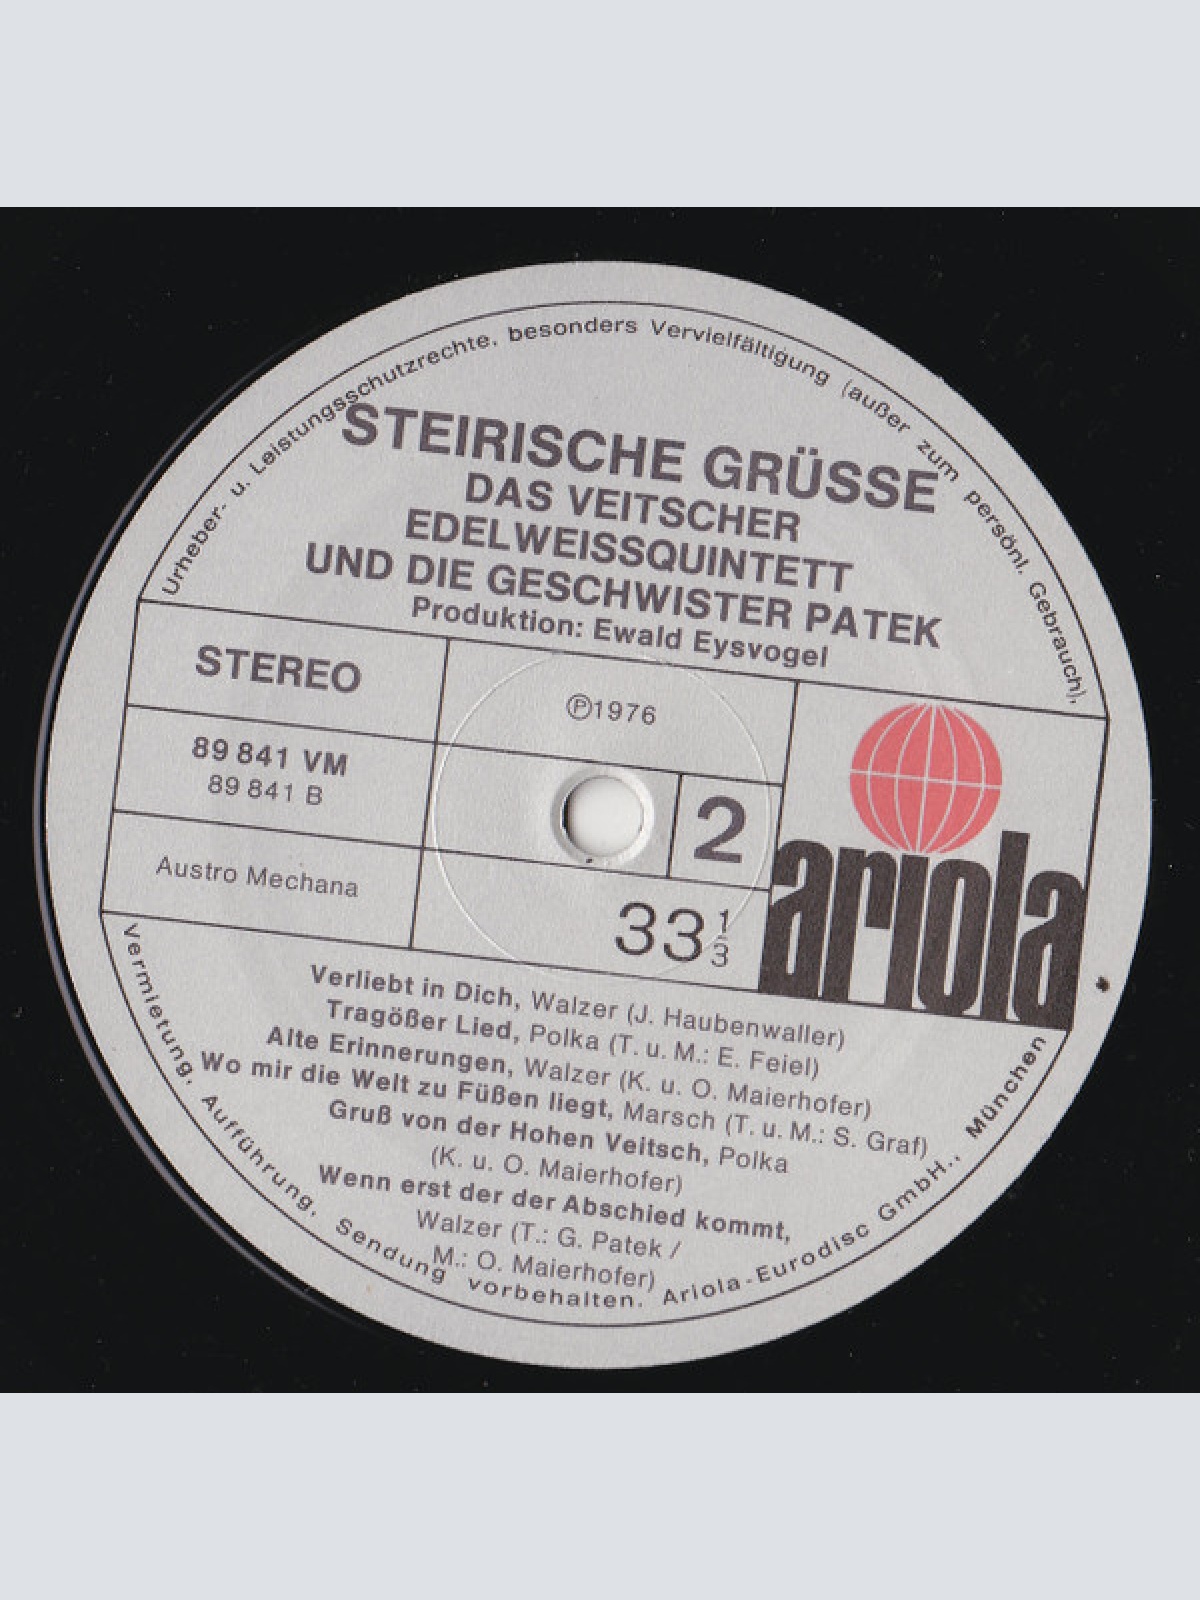 Urheber- u. Leistungsschutzrechte, besonders Vervielfältigung (außer zum persönl. Gebrauch),
STEIRISCHE GRÜSSE
DAS VEITSCHER
EDELWEISSQUINTETT
UND DIE GESCHWISTER PATEK
Produktion: Ewald Eysvogel
STEREO
Ⓟ1976
89 841 VM
89 841 B
2
ariola
Austro Mechana
33 1/3
Verliebt in Dich, Walzer (J. Haubenwaller)
Tragößer Lied, Polka (T. u. M.: E. Feiel)
Alte Erinnerungen, Walzer (K. u. O. Maierhofer)
Wo mir die Welt zu Füßen liegt, Marsch (T. u. M.: S. Graf)
Gruß von der Hohen Veitsch, Polka
(K. u. O. Maierhofer)
Wenn erst der der Abschied kommt,
Walzer (T.: G. Patek /
M.: O. Maierhofer)
Vermietung, Aufführung, Sendung vorbehalten. Ariola-Eurodisc GmbH., München